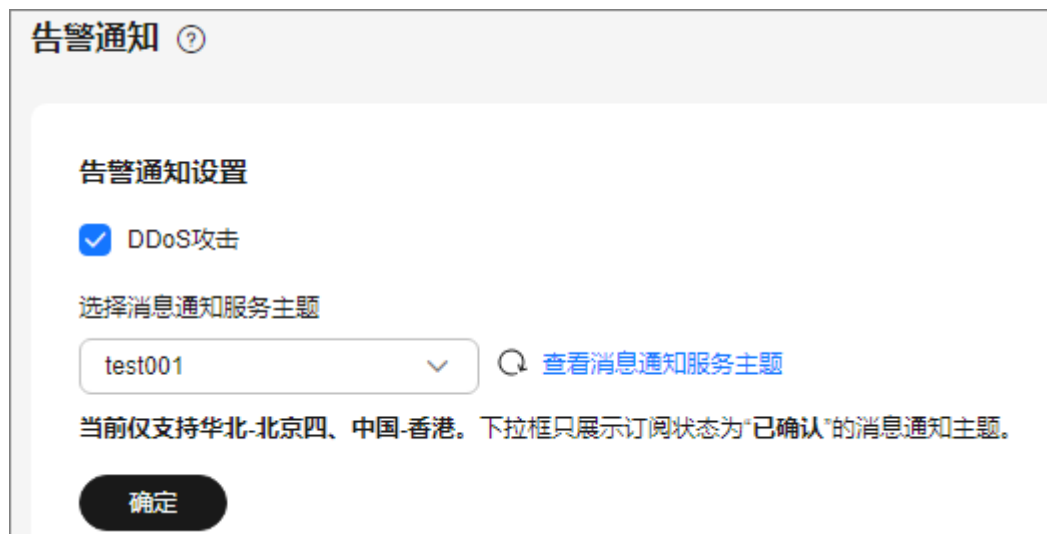 告警通知 ?
告警通知设置
DDoS攻击
选择消息通知服务主题
test001 查看消息通知服务主题
当前仅支持华北-北京四、中国-香港。下拉框只展示订阅状态为“已确认”的消息通知主题。
确定